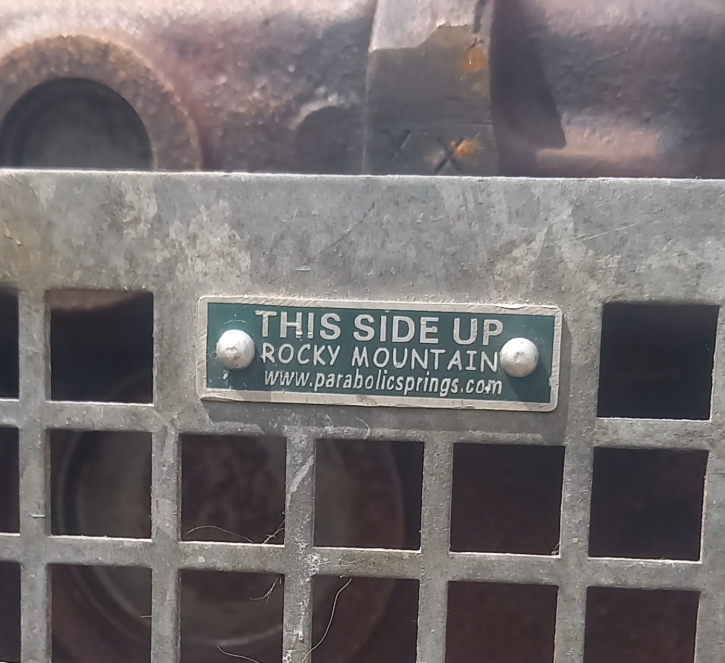 X X
THIS SIDE UP
ROCKY MOUNTAIN
www.parabolicsprings.com